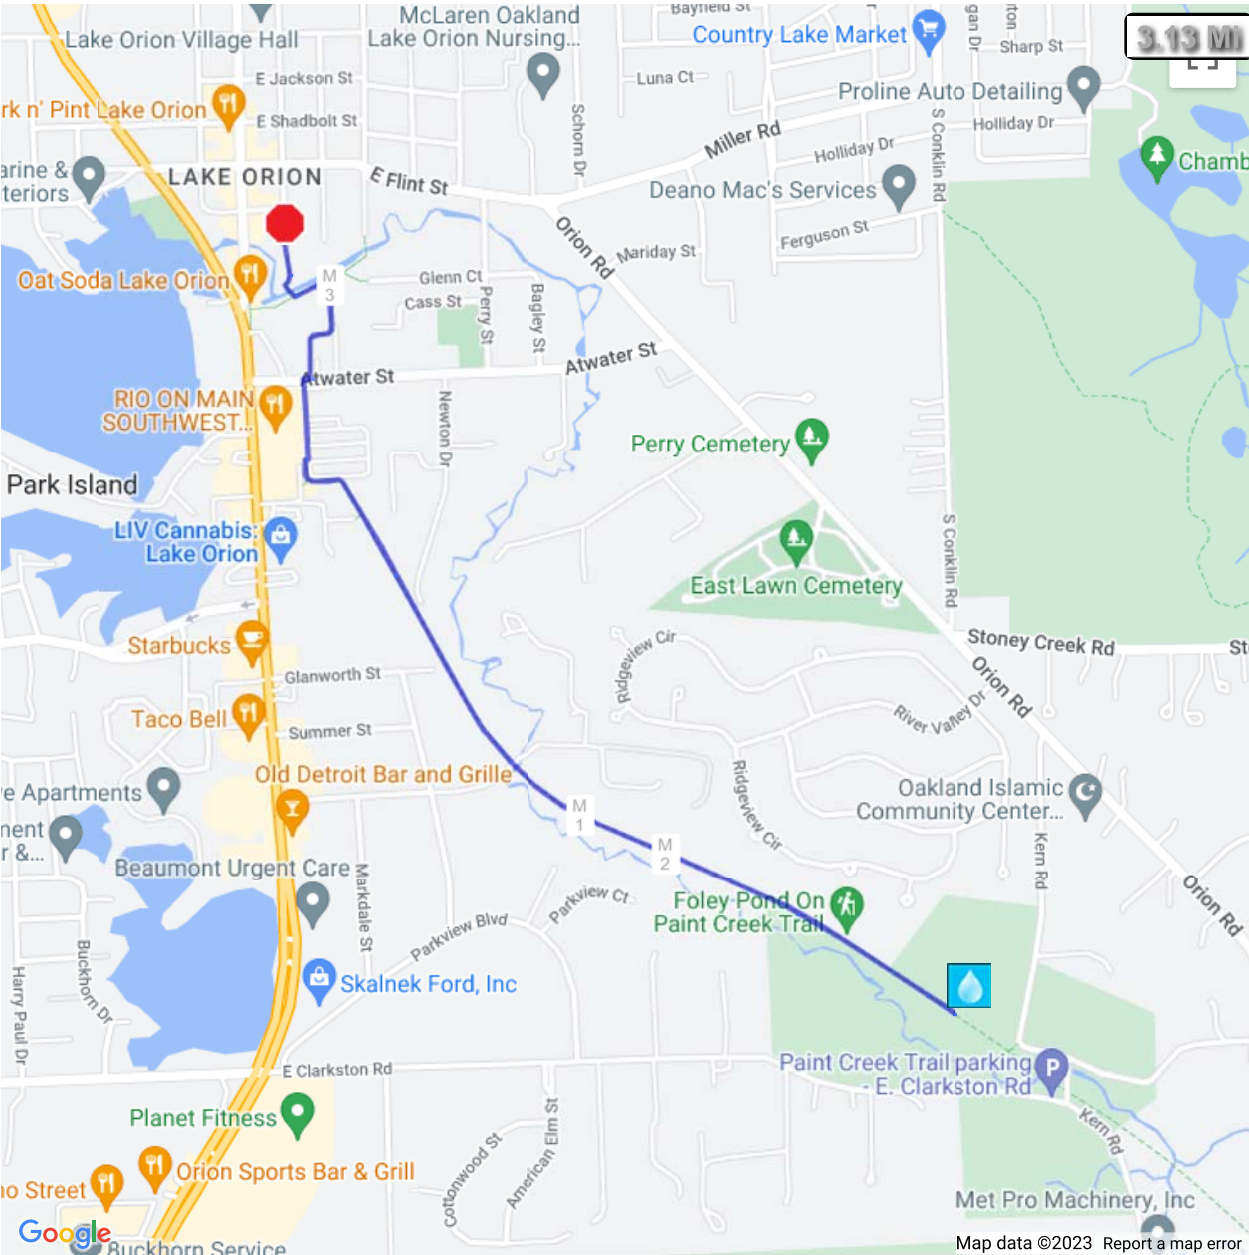 McLaren Oakland
Lake Orion Nursing...
Bayfield St
gan Dr
Lake Orion Village Hall
Country Lake Market
Sharp St
3.13 Mi
E Jackson St
Luna Ct
Proline Auto Detailing
rk n' Pint Lake Orion
E Shadbolt St
Schorn Dr
Miller Rd
S Conklin Rd
Holliday Dr
Holliday Dr
Chamb
arine &
teriors
LAKE ORION
E Flint St
Deano Mac's Services
Orion Rd
Ferguson St
Mariday St
Oat Soda Lake Orion
M
3
Glenn Ct
Cass St
Perry St
Bagley St
Atwater St
Atwater St
RIO ON MAIN
SOUTHWEST...
Newton Dr
Perry Cemetery
Park Island
LIV Cannabis:
Lake Orion
S Conklin Rd
East Lawn Cemetery
Starbucks
Ridgeview Cir
Stoney Creek Rd
St
Glanworth St
Orion Rd
Taco Bell
Summer St
River Valley Dr
Old Detroit Bar and Grille
Ridgeview Cir
Oakland Islamic
Community Center...
ve Apartments
M
1
nent
r &...
M
2
Kern Rd
Beaumont Urgent Care
Markdale St
Parkview Ct
Foley Pond On
Paint Creek Trail
Orion Rd
Parkview Blvd
Buckhorn Dr
Harry Paul Dr
Skalnek Ford, Inc
E Clarkston Rd
Paint Creek Trail parking
- E. Clarkston Rd
P
Planet Fitness
American Elm St
Cottonwood St
Kern Rd
Orion Sports Bar & Grill
no Street
Met Pro Machinery, Inc
Google
Buckhorn Service
Map data ©2023
Report a map error